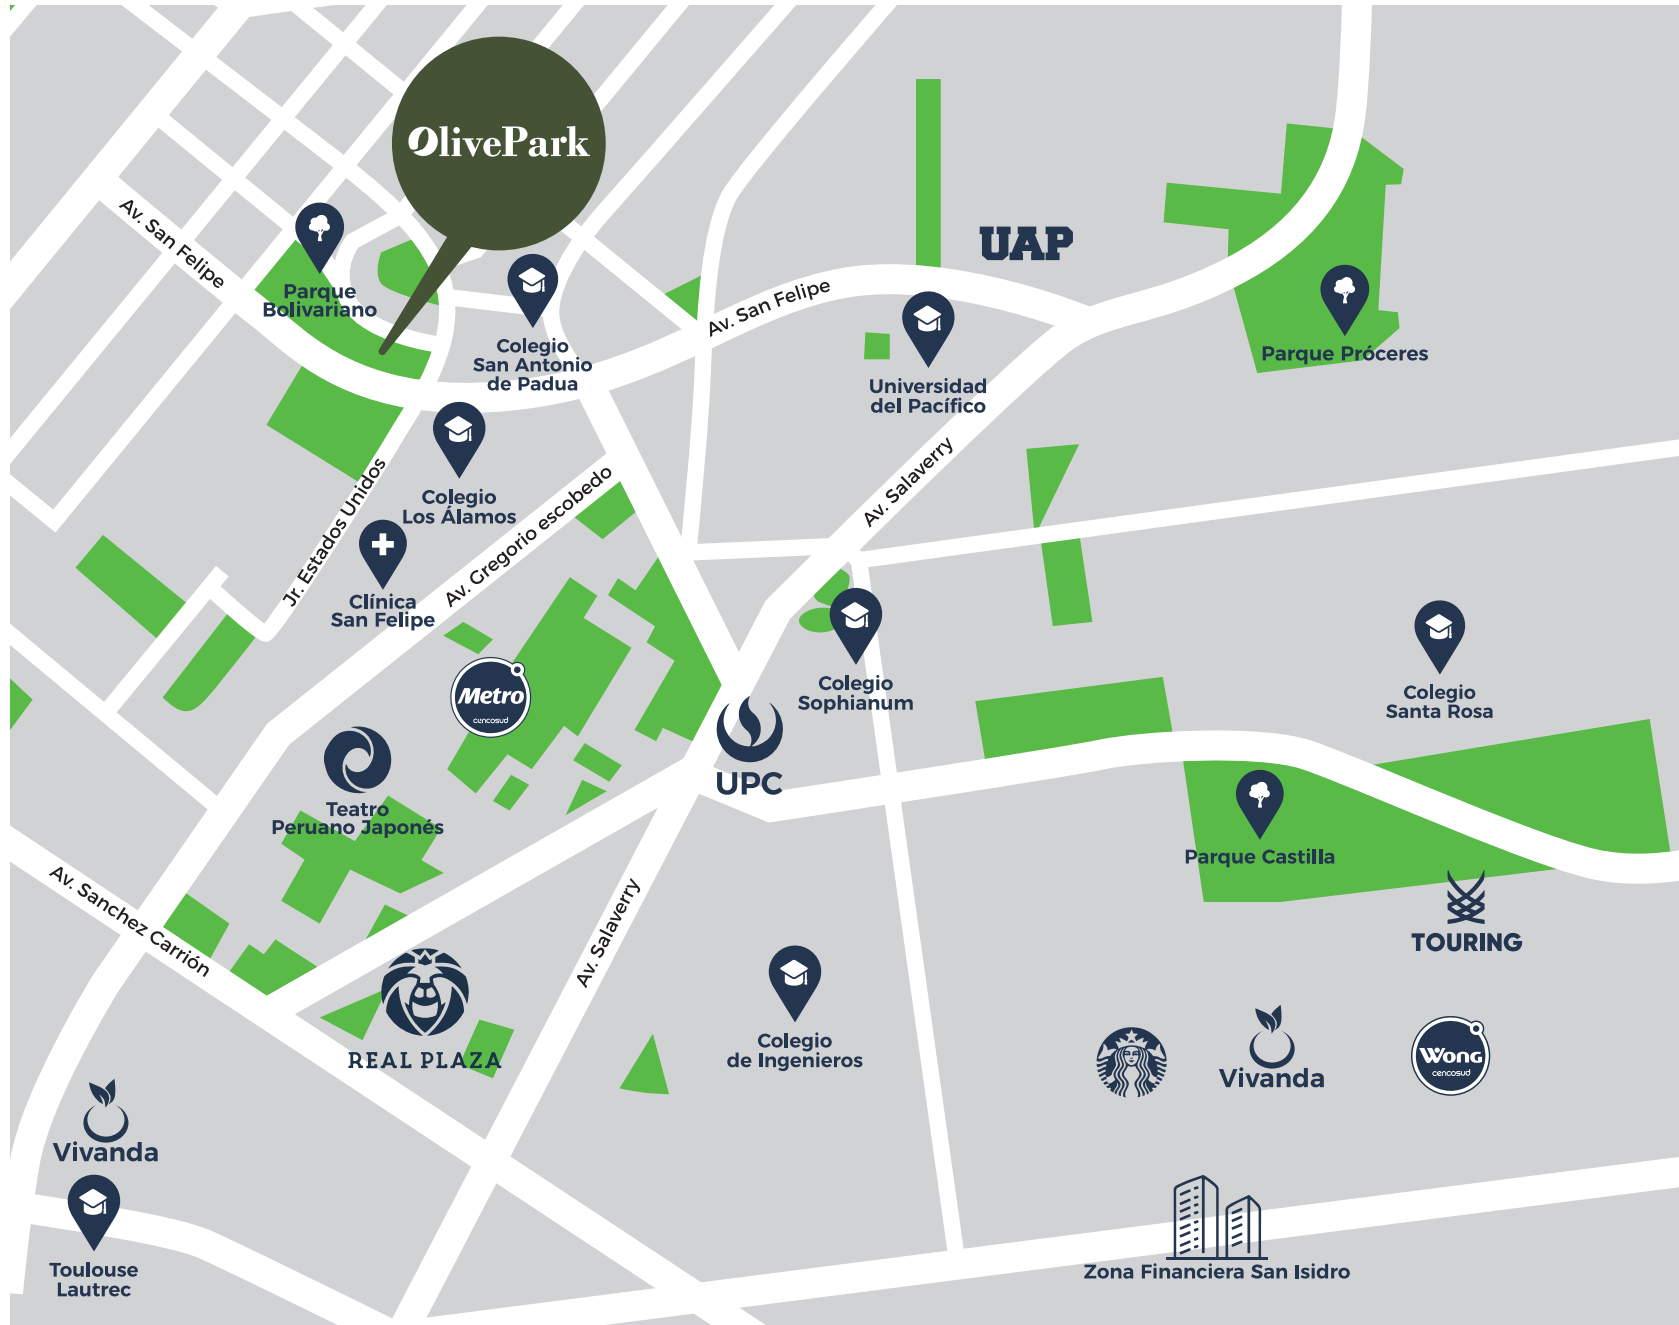 OlivePark
Av. San Felipe
Parque
Bolivariano
Colegio
San Antonio
de Padua
Av. San Felipe
UAP
Universidad
del Pacífico
Parque Próceres
Colegio
Los Álamos
Jr. Estados Unidos
Av. Gregorio escobedo
Av. Salaverry
Clínica
San Felipe
Metro
cencosud
Colegio
Sophianum
Colegio
Santa Rosa
UPC
Teatro
Peruano Japonés
Parque Castilla
Av. Sanchez Carrión
Av. Salaverry
TOURING
REAL PLAZA
Colegio
de Ingenieros
Vivanda
Wong
cencosud
Vivanda
Toulouse
Lautrec
Zona Financiera San Isidro